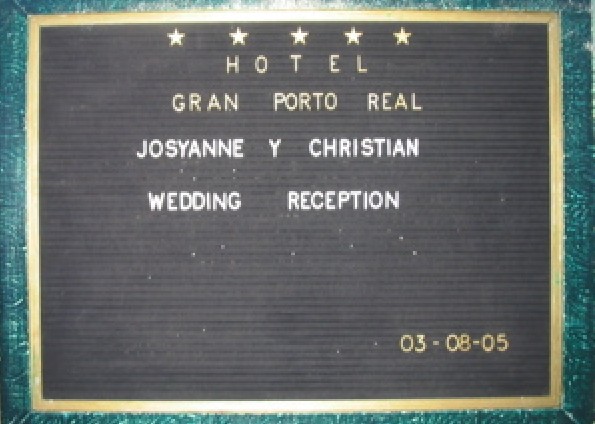 HOTEL
GRAN PORTO REAL
JOSYANNE Y CHRISTIAN
WEDDING RECEPTION
03-08-05